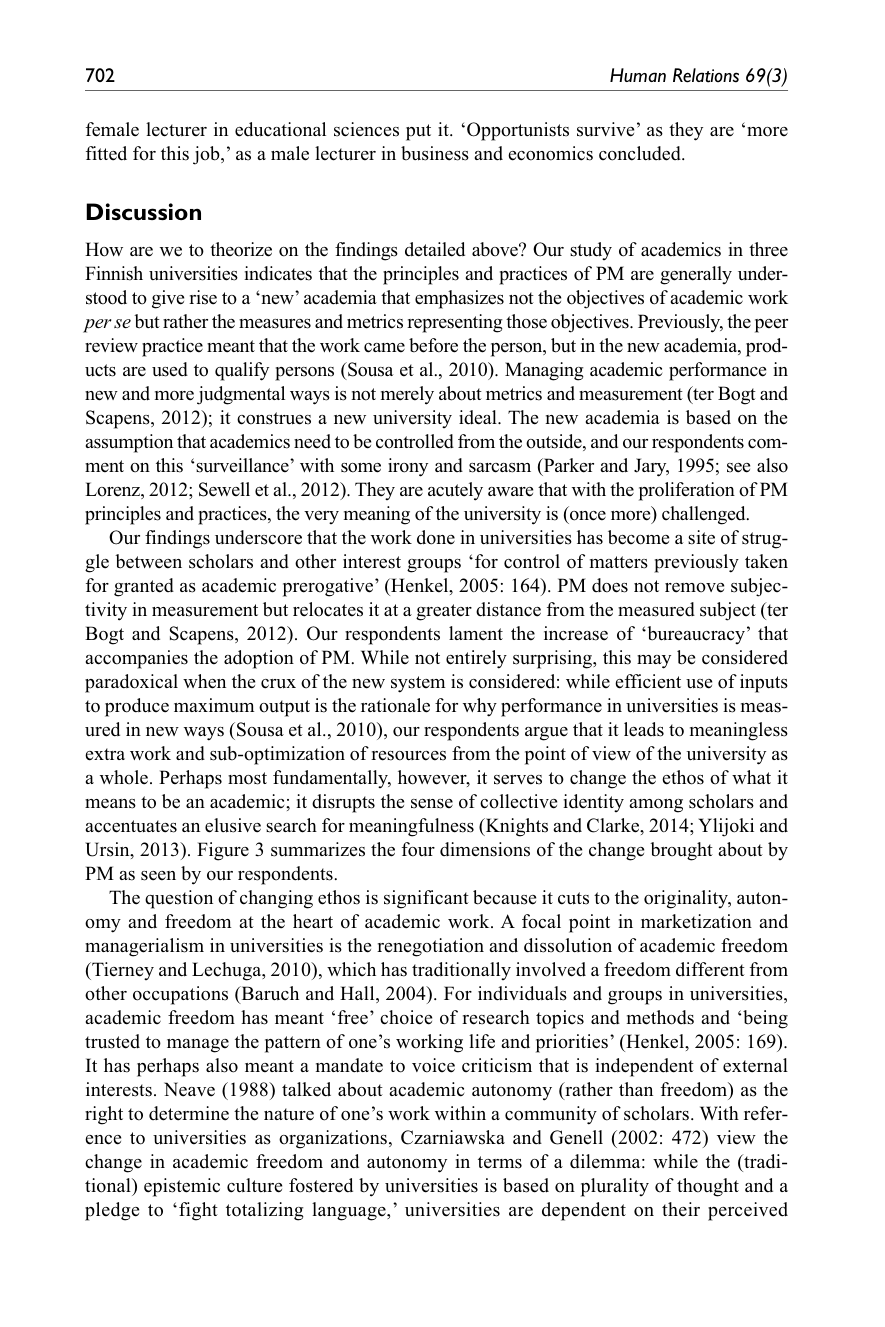 702
Human Relations 69(3)
female lecturer in educational sciences put it. ‘Opportunists survive’ as they are ‘more
fitted for this job,’ as a male lecturer in business and economics concluded.
Discussion
How are we to theorize on the findings detailed above? Our study of academics in three
Finnish universities indicates that the principles and practices of PM are generally under-
stood to give rise to a ‘new’ academia that emphasizes not the objectives of academic work
per se but rather the measures and metrics representing those objectives. Previously, the peer
review practice meant that the work came before the person, but in the new academia, prod-
ucts are used to qualify persons (Sousa et al., 2010). Managing academic performance in
new and more judgmental ways is not merely about metrics and measurement (ter Bogt and
Scapens, 2012); it construes a new university ideal. The new academia is based on the
assumption that academics need to be controlled from the outside, and our respondents com-
ment on this ‘surveillance’ with some irony and sarcasm (Parker and Jary, 1995; see also
Lorenz, 2012; Sewell et al., 2012). They are acutely aware that with the proliferation of PM
principles and practices, the very meaning of the university is (once more) challenged.
Our findings underscore that the work done in universities has become a site of strug-
gle between scholars and other interest groups ‘for control of matters previously taken
for granted as academic prerogative’ (Henkel, 2005: 164). PM does not remove subjec-
tivity in measurement but relocates it at a greater distance from the measured subject (ter
Bogt and Scapens, 2012). Our respondents lament the increase of ‘bureaucracy’ that
accompanies the adoption of PM. While not entirely surprising, this may be considered
paradoxical when the crux of the new system is considered: while efficient use of inputs
to produce maximum output is the rationale for why performance in universities is meas-
ured in new ways (Sousa et al., 2010), our respondents argue that it leads to meaningless
extra work and sub-optimization of resources from the point of view of the university as
a whole. Perhaps most fundamentally, however, it serves to change the ethos of what it
means to be an academic; it disrupts the sense of collective identity among scholars and
accentuates an elusive search for meaningfulness (Knights and Clarke, 2014; Ylijoki and
Ursin, 2013). Figure 3 summarizes the four dimensions of the change brought about by
PM as seen by our respondents.
The question of changing ethos is significant because it cuts to the originality, auton-
omy and freedom at the heart of academic work. A focal point in marketization and
managerialism in universities is the renegotiation and dissolution of academic freedom
(Tierney and Lechuga, 2010), which has traditionally involved a freedom different from
other occupations (Baruch and Hall, 2004). For individuals and groups in universities,
academic freedom has meant ‘free’ choice of research topics and methods and ‘being
trusted to manage the pattern of one’s working life and priorities’ (Henkel, 2005: 169).
It has perhaps also meant a mandate to voice criticism that is independent of external
interests. Neave (1988) talked about academic autonomy (rather than freedom) as the
right to determine the nature of one’s work within a community of scholars. With refer-
ence to universities as organizations, Czarniawska and Genell (2002: 472) view the
change in academic freedom and autonomy in terms of a dilemma: while the (tradi-
tional) epistemic culture fostered by universities is based on plurality of thought and a
pledge to ‘fight totalizing language,’ universities are dependent on their perceived